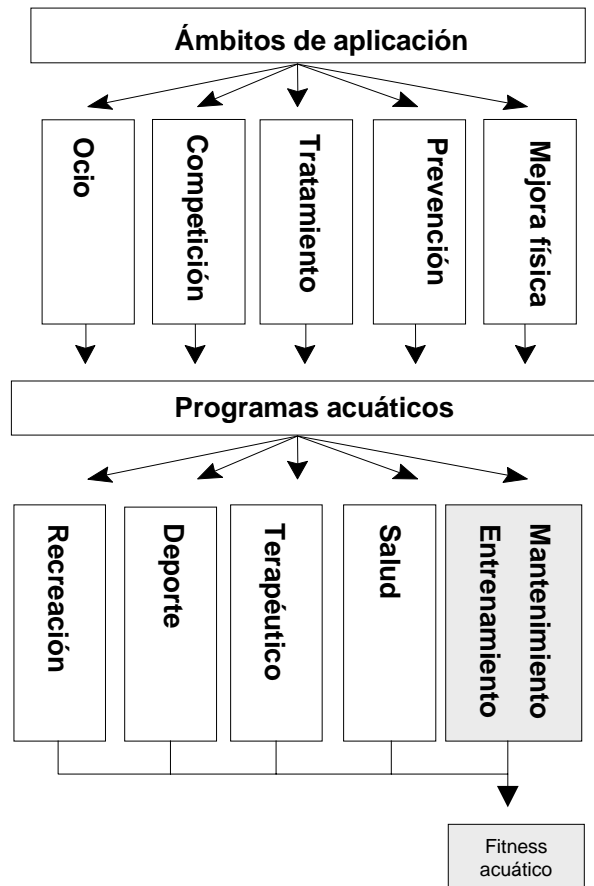 Ámbitos de aplicación
Ocio
Competición
Tratamiento
Prevención
Mejora física
Programas acuáticos
Recreación
Deporte
Terapéutico
Salud
Mantenimiento
Entrenamiento
Fitness
acuático